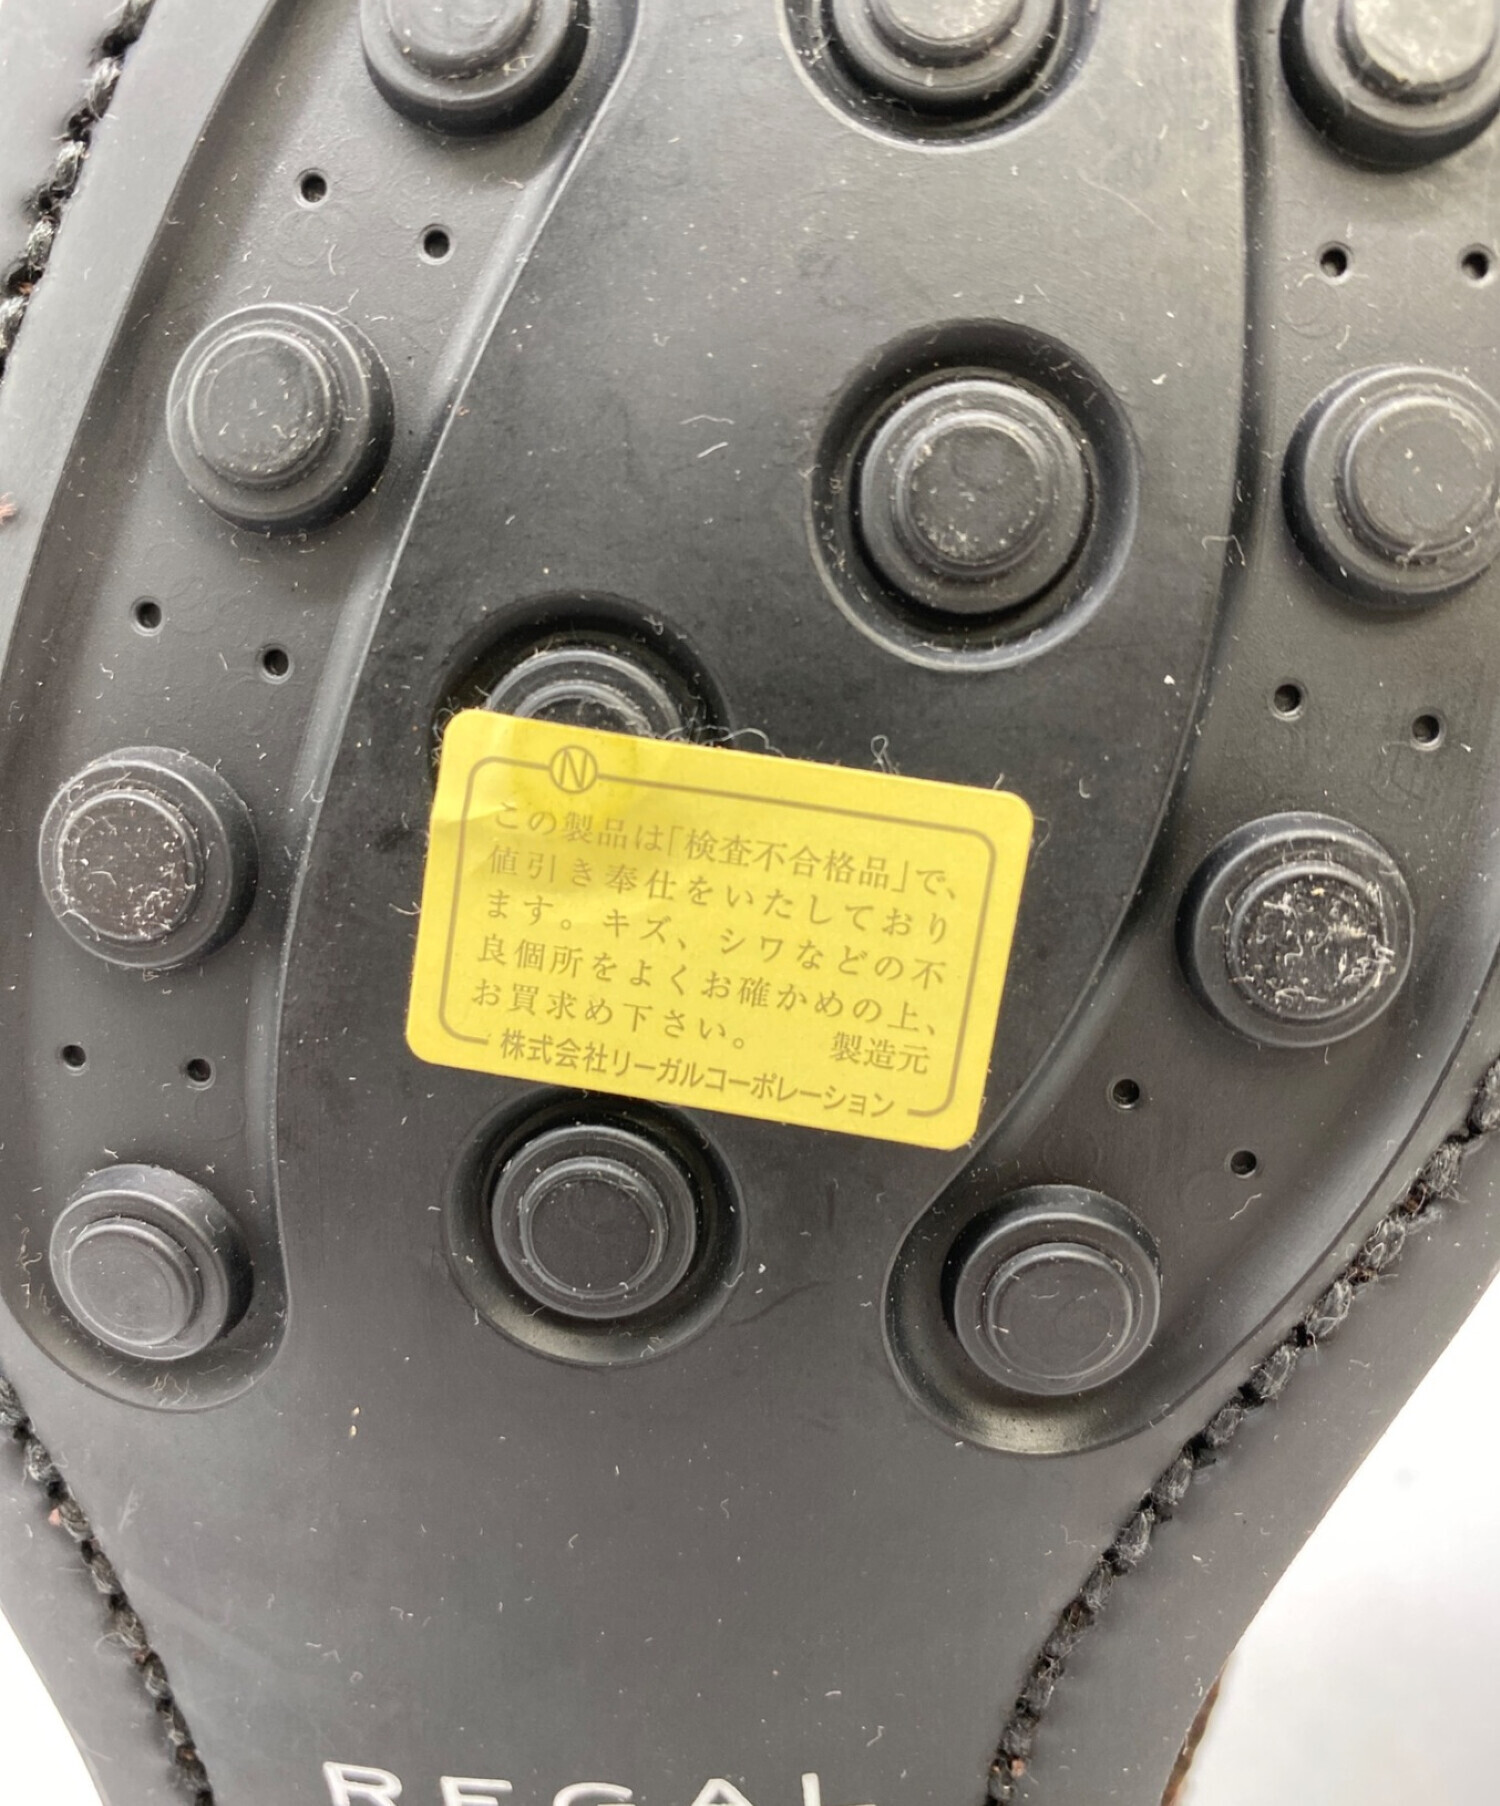 N
この製品は「検査不合格品」で、
値引き奉仕をいたしており
ます。キズ、シワなどの不
良個所をよくお確かめの上、
お買求め下さい。 製造元
株式会社リーガルコーポレーション
REGAL